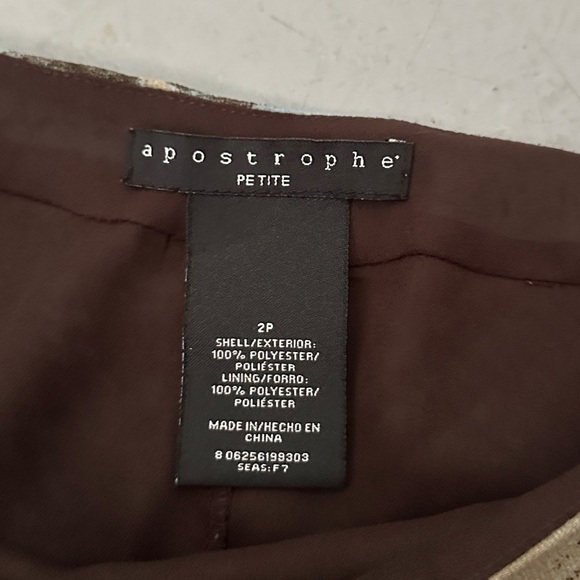 apostrophe®
PETITE
2P
SHELL/EXTERIOR:
100% POLYESTER/
POLIÉSTER
LINING/FORRO:
100% POLYESTER/
POLIÉSTER
MADE IN/HECHO EN
CHINA
8 06256199303
SEAS:F7